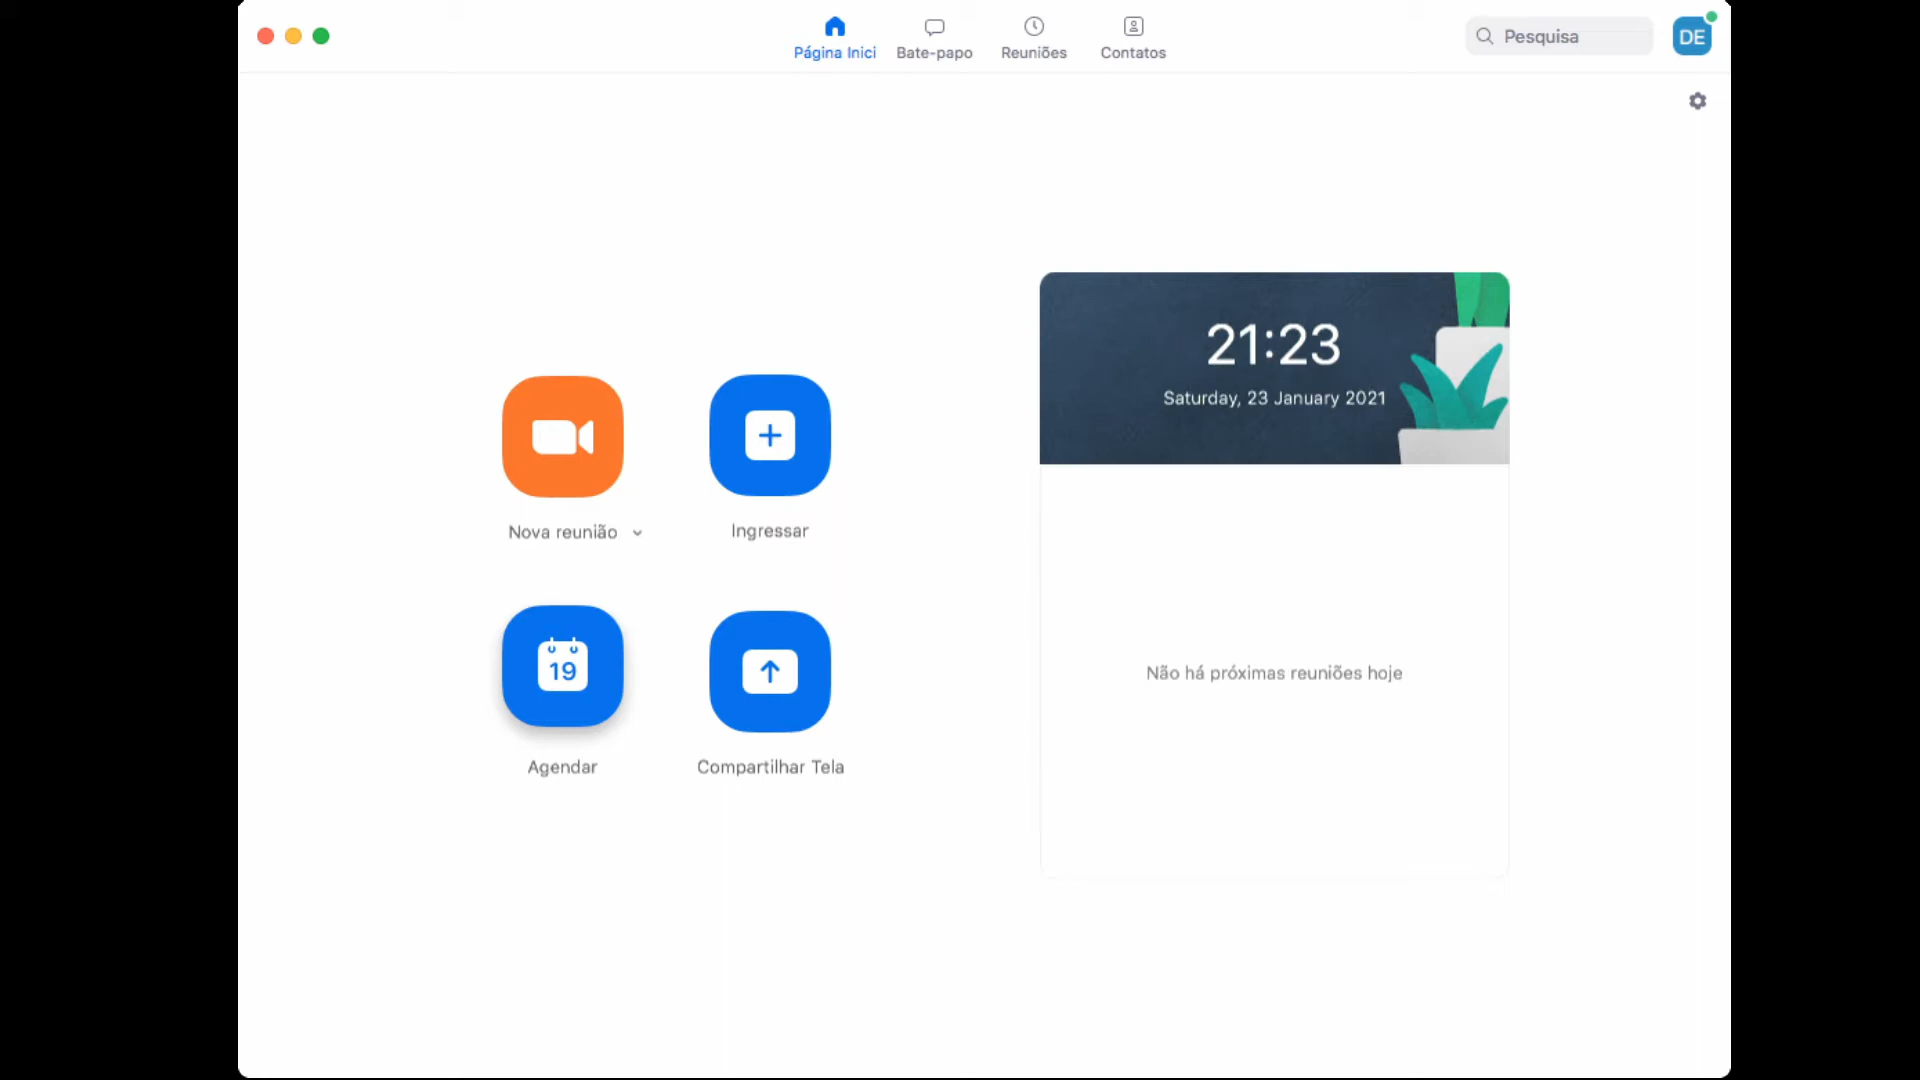 Página Inici
Bate-papo
Reuniões
Contatos
Pesquisa
DE
21:23
Saturday, 23 January 2021
Nova reunião
Ingressar
19
Agendar
Compartilhar Tela
Não há próximas reuniões hoje